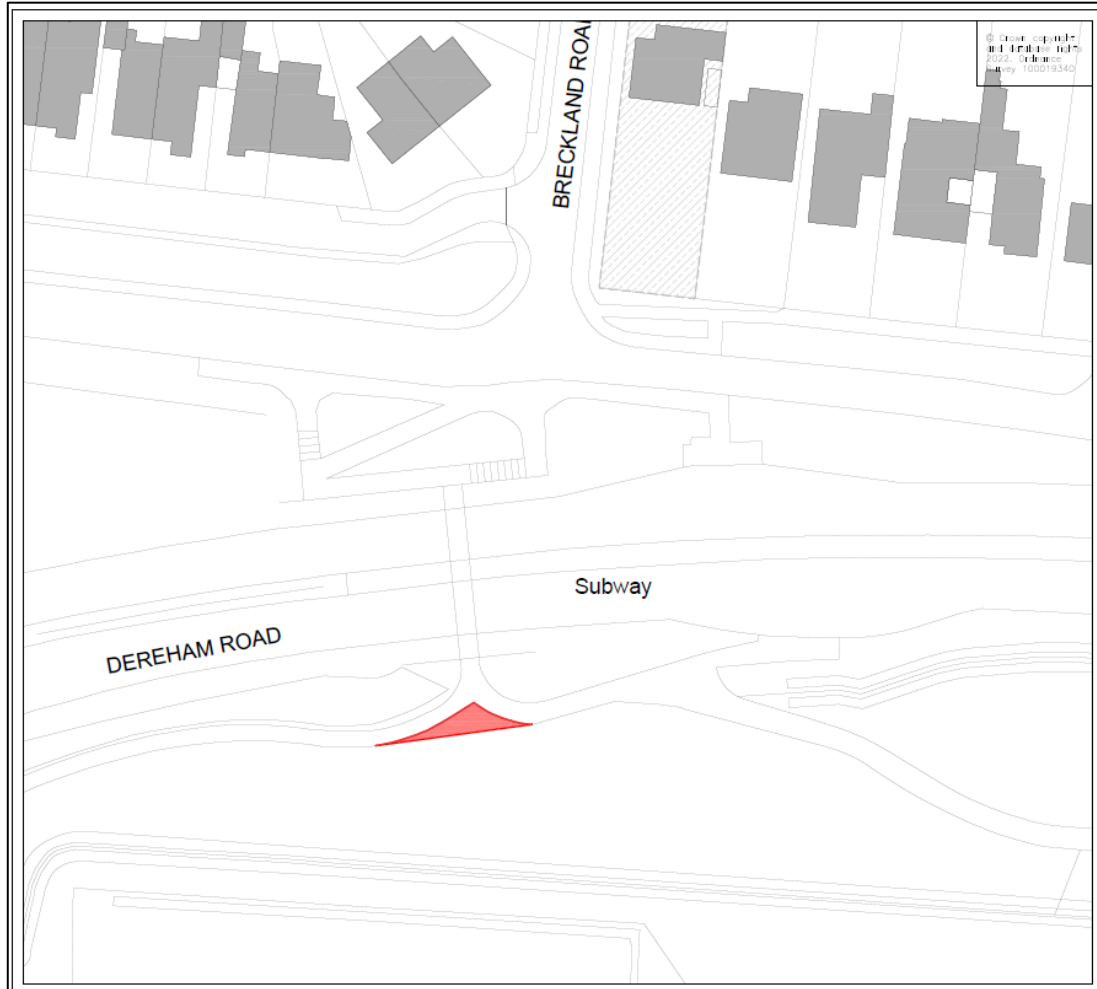 © Crown copyright
and database rights
2022. Ordnance
Survey 100019340
BRECKLAND ROAD
Subway
DEREHAM ROAD